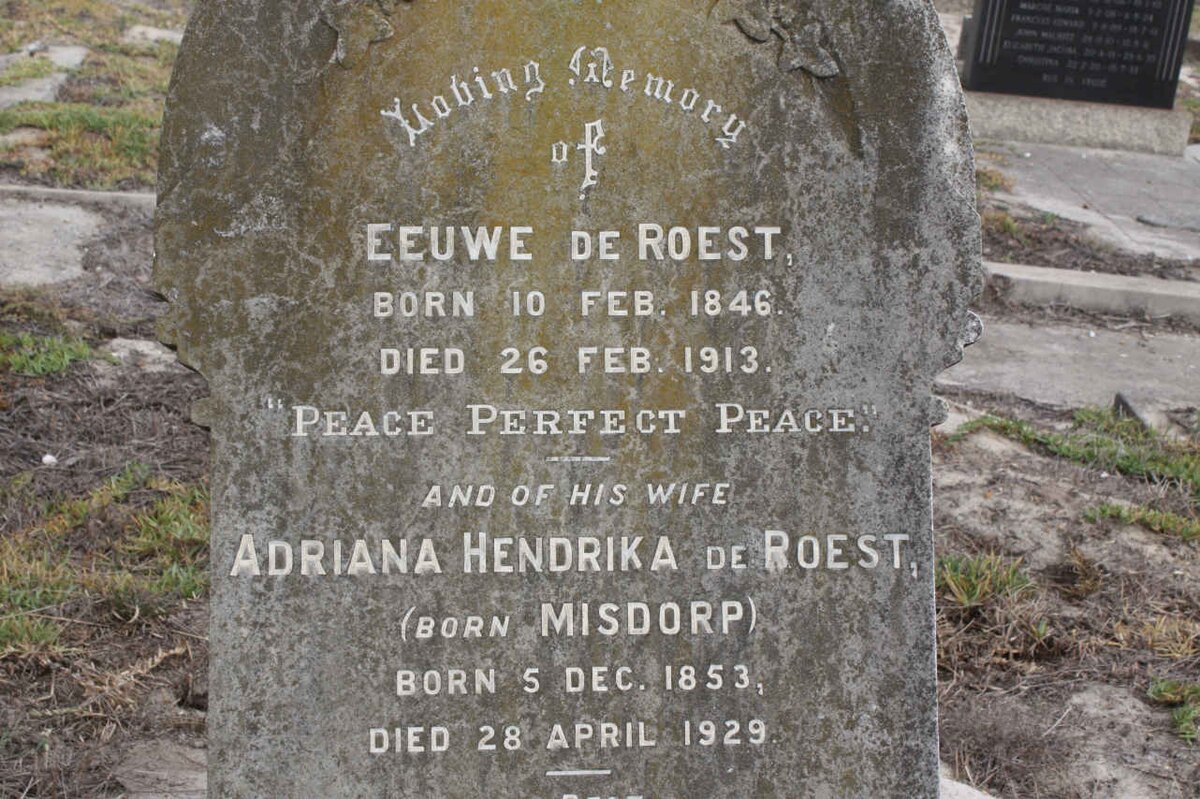 Loving Memory
of
EEUWE DE ROEST,
BORN 10 FEB. 1846.
DIED 26 FEB. 1913.
"PEACE PERFECT PEACE."
AND OF HIS WIFE
ADRIANA HENDRIKA DE ROEST,
(BORN MISDORP)
BORN 5 DEC. 1853,
DIED 28 APRIL 1929.